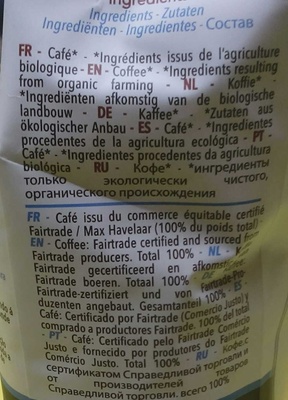 Ingredients - Zutaten
Ingrediënten - Ingredientes - Состав
FR - Café* - *Ingrédients issus de l'agriculture
biologique - EN - Coffee* - *Ingredients resulting
from organic farming - NL - Koffie* -
*Ingrediënten afkomstig van de biologische
landbouw - DE - Kaffee* - *Zutaten aus
ökologischer Anbau - ES - Café* - *Ingredientes
procedentes de la agricultura ecológica - PT -
Café* - *Ingredientes procedentes da agricultura
biológica - RU - Кофе* - *ингредиенты
только экологически чистого,
органического происхождения
FR - Café issu du commerce équitable certifié
Fairtrade / Max Havelaar (100% du poids total)
EN - Coffee: Fairtrade certified and sourced from
Fairtrade producers. Total 100% - NL -
Fairtrade gecertificeerd en afkomstig
Fairtrade boeren. Totaal 100% - DE
Fairtrade-zertifiziert und von Fairtrade-Pro-
duzenten angebaut. Gesamtanteil 100% - ES
Café: Certificado por Fairtrade (Comercio Justo) y
comprado a productores Fairtrade. 100% del total
- PT - Café: Certificado pelo Fairtrade Comércio
Justo e fornecido por produtores do Fairtrade
Comércio Justo. Total 100% - RU - Кофе с
сертификатом Справедливой торговли и
от производителей товаров
Справедливой торговли. всего 100%